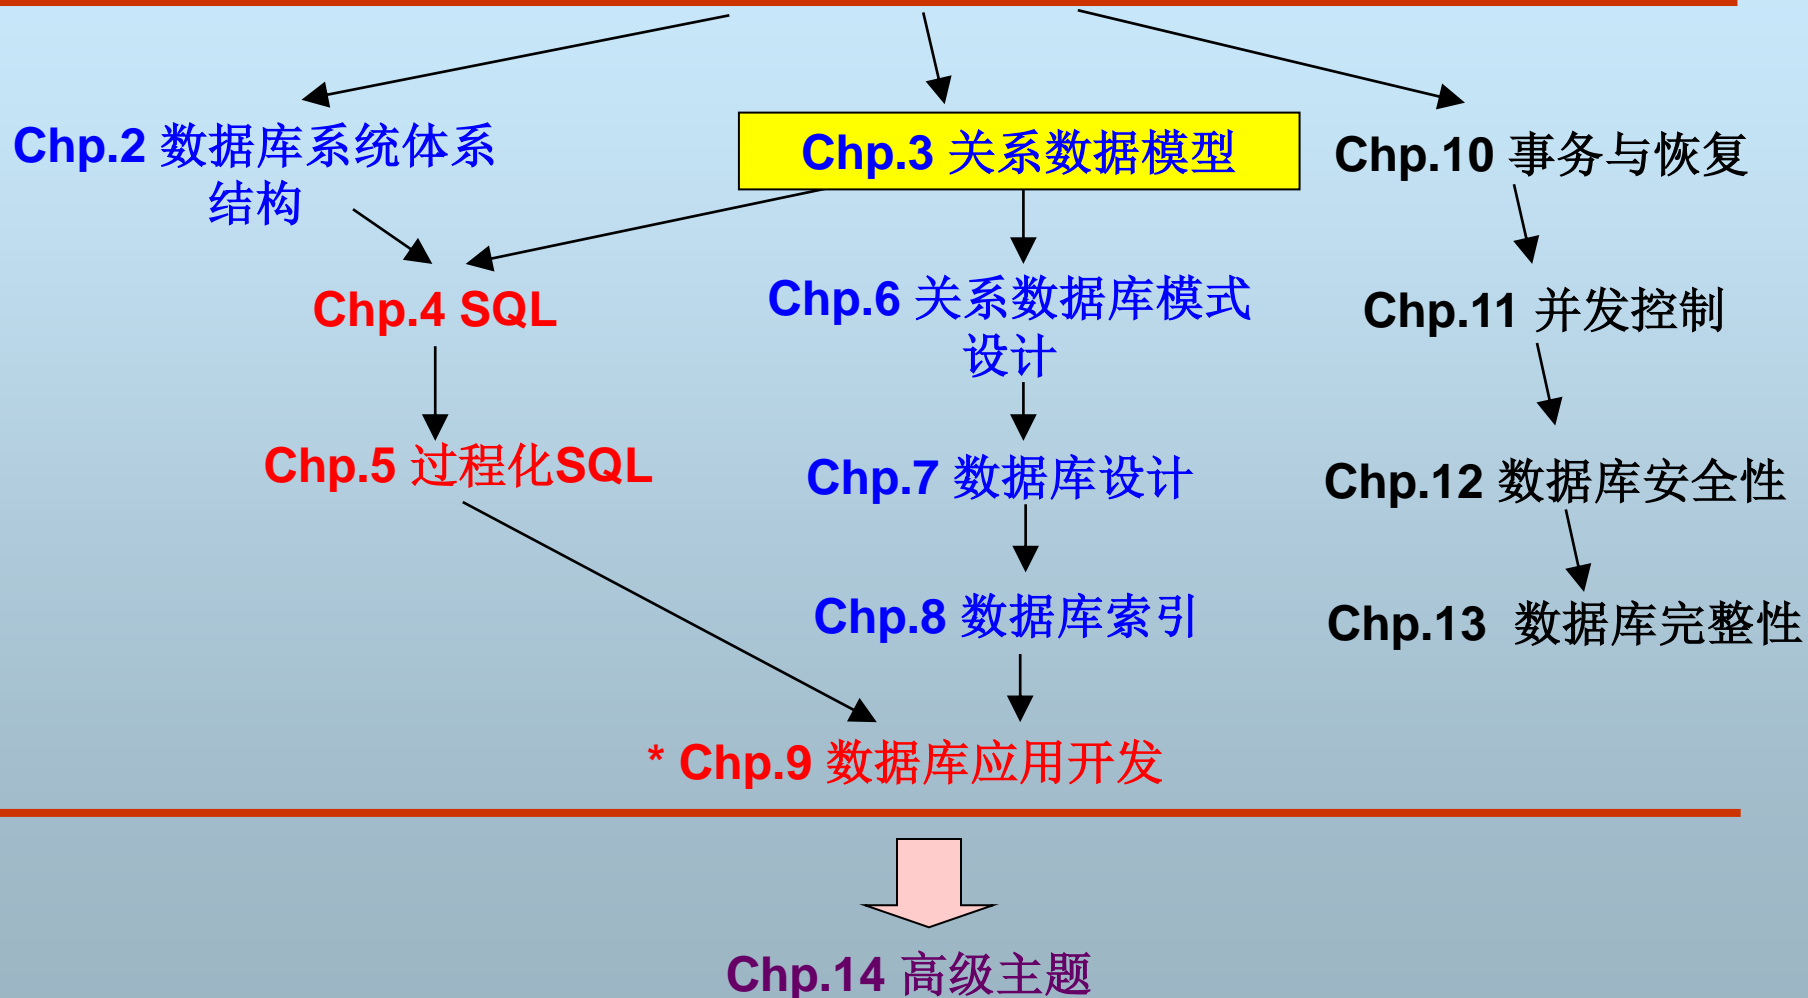 Chp.2 数据库系统体系
结构
Chp.3 关系数据模型
Chp.10 事务与恢复
Chp.4 SQL
Chp.6 关系数据库模式
设计
Chp.11 并发控制
Chp.5 过程化SQL
Chp.7 数据库设计
Chp.12 数据库安全性
Chp.8 数据库索引
Chp.13 数据库完整性
* Chp.9 数据库应用开发
Chp.14 高级主题